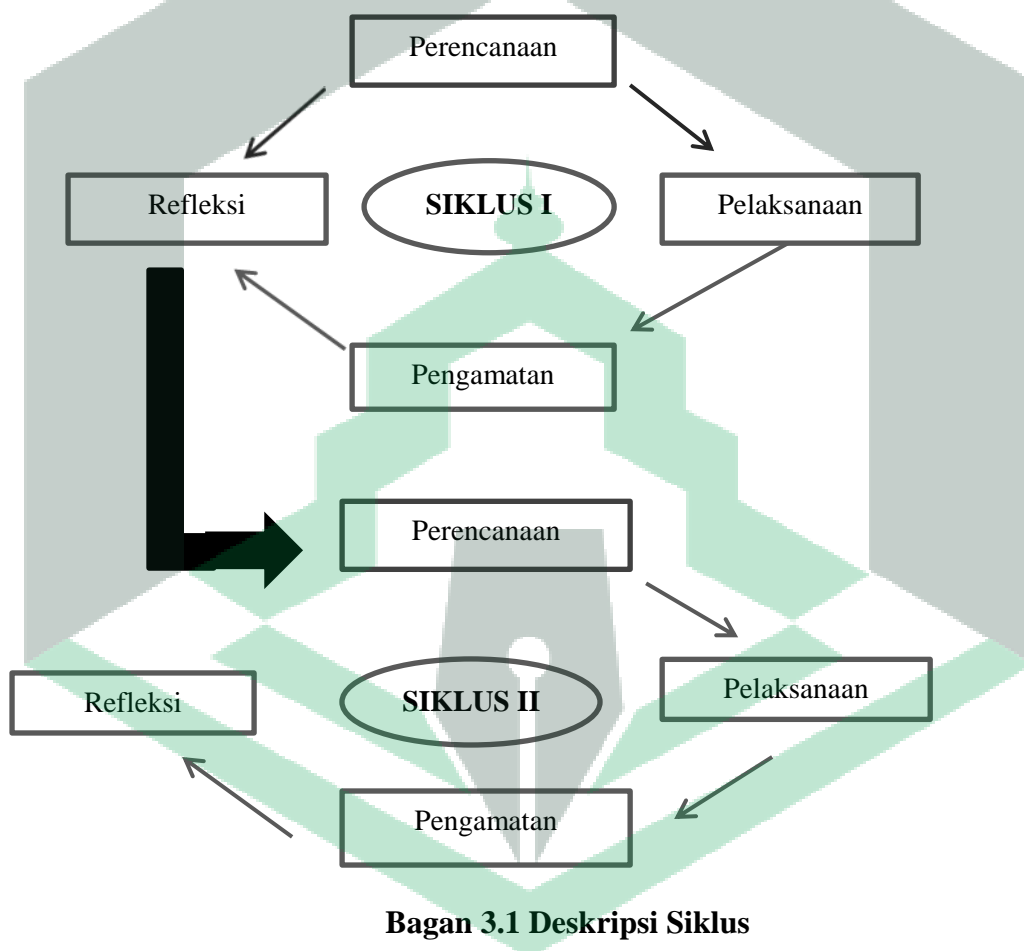 Perencanaan
Refleksi
SIKLUS I
Pelaksanaan
Pengamatan
Perencanaan
Refleksi
SIKLUS II
Pelaksanaan
Pengamatan
Bagan 3.1 Deskripsi Siklus